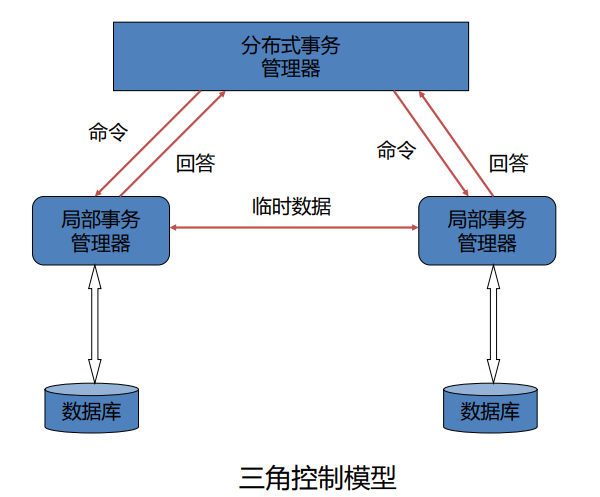 分布式事务
管理器
命令
回答
命令
回答
临时数据
局部事务
管理器
局部事务
管理器
数据库
数据库
三角控制模型